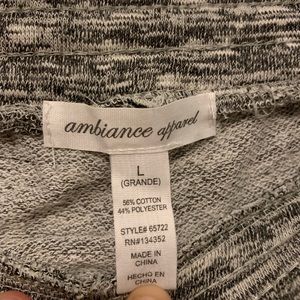 ambiance apparel
L
(GRANDE)
56% COTTON
44% POLYESTER
STYLE# 65722
RN#134352
MADE IN
CHINA
HECHO EN
CHINA